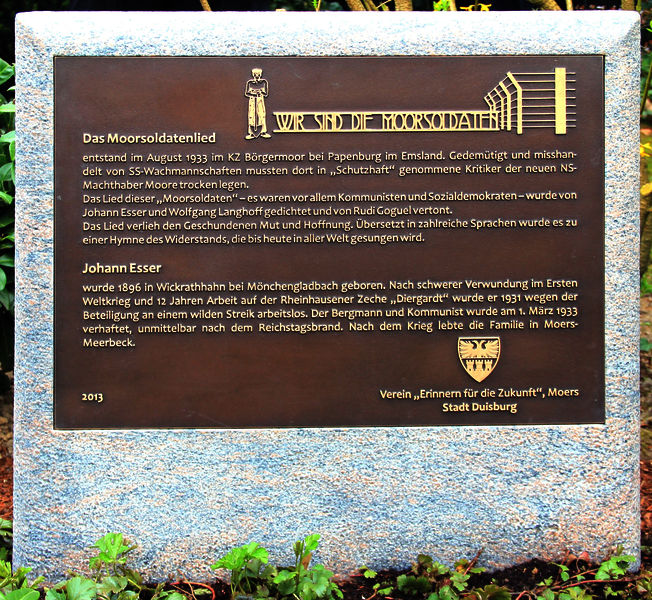 WIR SIND DIE MOORSOLDATEN
Das Moorsoldatenlied
entstand im August 1933 im KZ Börgermoor bei Papenburg im Emsland. Gedemütigt und misshan-
delt von SS-Wachmannschaften mussten dort in „Schutzhaft“ genommene Kritiker der neuen NS-
Machthaber Moore trocken legen.
Das Lied dieser „Moorsoldaten“ – es waren vor allem Kommunisten und Sozialdemokraten – wurde von
Johann Esser und Wolfgang Langhoff gedichtet und von Rudi Goguel vertont.
Das Lied verlieh den Geschundenen Mut und Hoffnung. Übersetzt in zahlreiche Sprachen wurde es zu
einer Hymne des Widerstands, die bis heute in aller Welt gesungen wird.
Johann Esser
wurde 1896 in Wickrathhahn bei Mönchengladbach geboren. Nach schwerer Verwundung im Ersten
Weltkrieg und 12 Jahren Arbeit auf der Rheinhausener Zeche „Diergardt“ wurde er 1931 wegen der
Beteiligung an einem wilden Streik arbeitslos. Der Bergmann und Kommunist wurde am 1. März 1933
verhaftet, unmittelbar nach dem Reichstagsbrand. Nach dem Krieg lebte die Familie in Moers-
Meerbeck.
2013
Verein „Erinnern für die Zukunft“, Moers
Stadt Duisburg